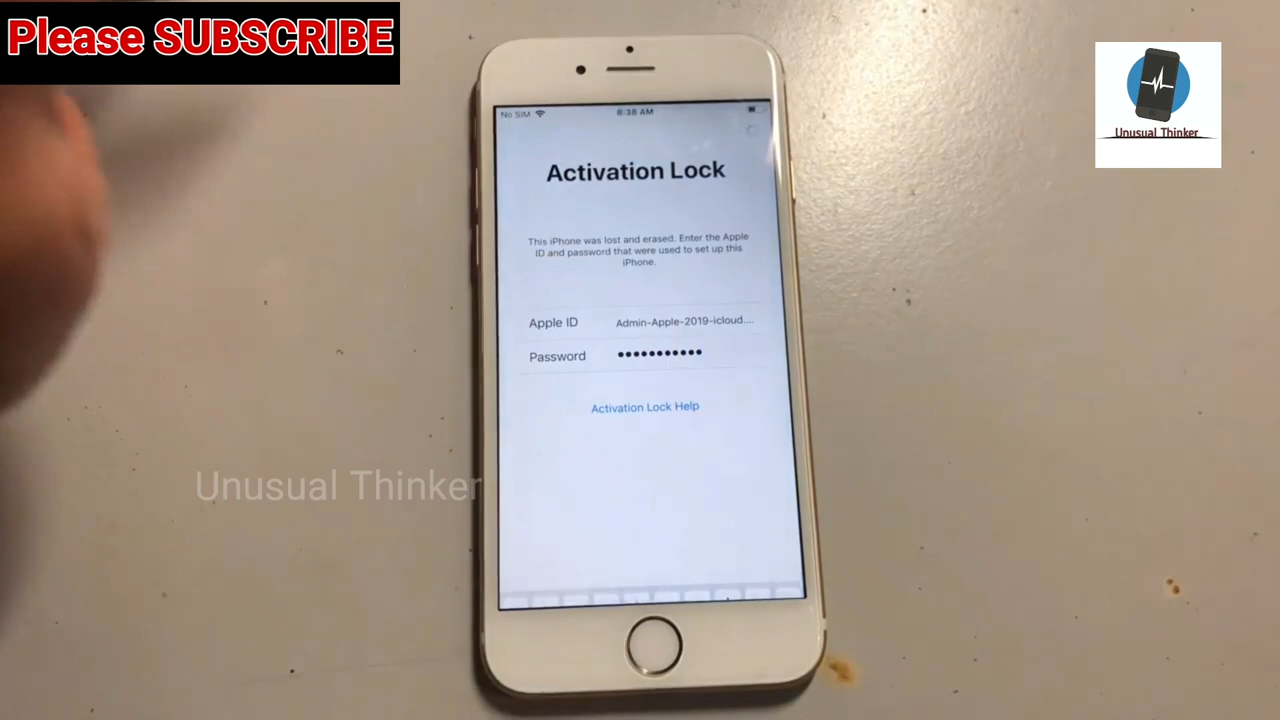 Please SUBSCRIBE
Unusual Thinker
No SIM
8:38 AM
Activation Lock
This iPhone was lost and erased. Enter the Apple
ID and password that were used to set up this
iPhone.
Apple ID Admin-Apple-2019-icloud....
Password •••••••••••
Activation Lock Help
Unusual Thinker